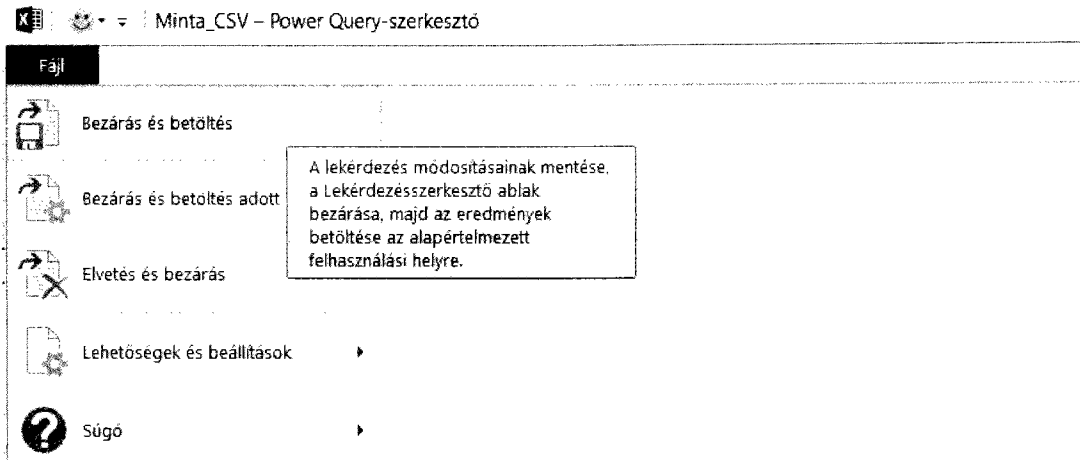 Minta_CSV – Power Query-szerkesztő
Fájl
Bezárás és betöltés
A lekérdezés módosításainak mentése,
a Lekérdezésszerkesztő ablak
bezárása, majd az eredmények
betöltése az alapértelmezett
felhasználási helyre.
Bezárás és betöltés adott
Elvetés és bezárás
Lehetőségek és beállítások
Súgó